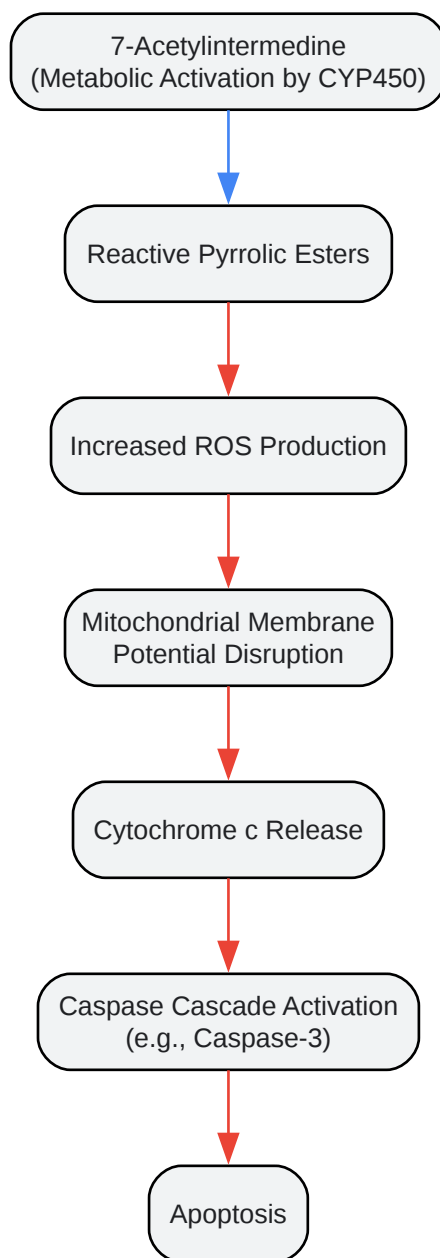 7-Acetylintermedine
(Metabolic Activation by CYP450)
Reactive Pyrrolic Esters
Increased ROS Production
Mitochondrial Membrane
Potential Disruption
Cytochrome c Release
Caspase Cascade Activation
(e.g., Caspase-3)
Apoptosis